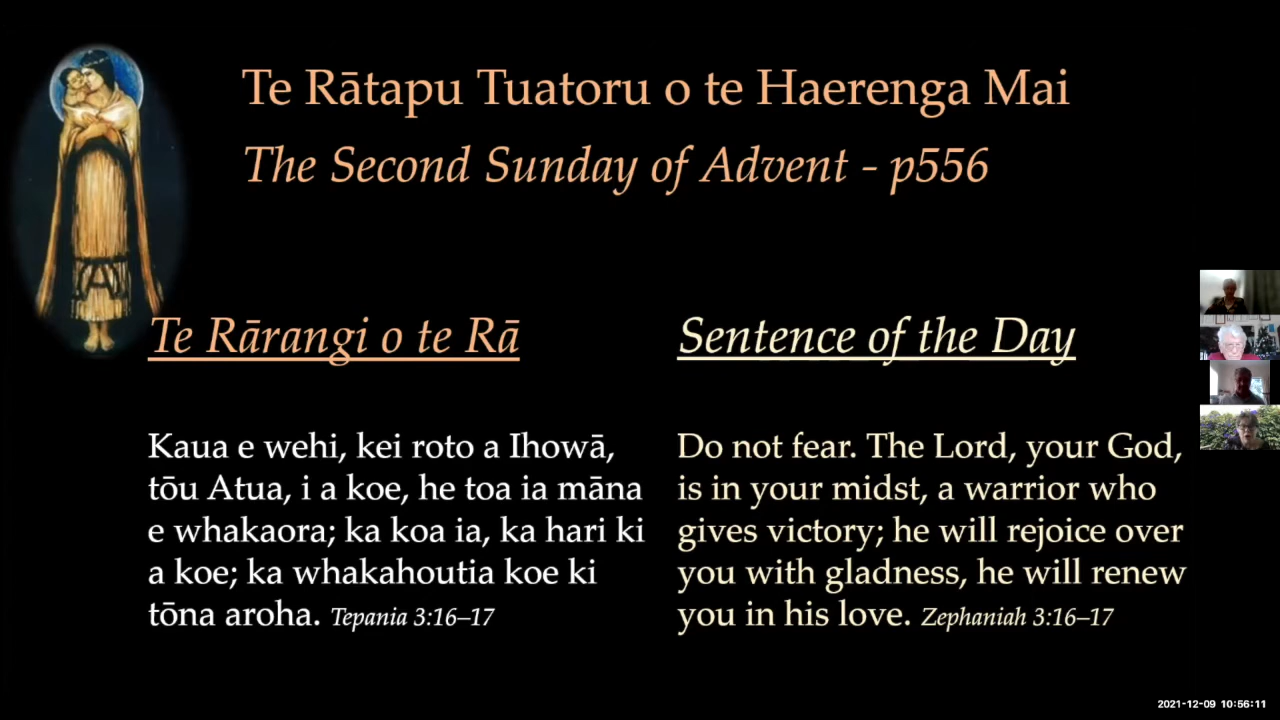 Te Rātapu Tuatoru o te Haerenga Mai
The Second Sunday of Advent - p556
Te Rārangi o te Rā
Kaua e wehi, kei roto a Ihowā,
tōu Atua, i a koe, he toa ia māna
e whakaora; ka koa ia, ka hari ki
a koe; ka whakahoutia koe ki
tōna aroha. Tepania 3:16–17
Sentence of the Day
Do not fear. The Lord, your God,
is in your midst, a warrior who
gives victory; he will rejoice over
you with gladness, he will renew
you in his love. Zephaniah 3:16–17
2021-12-09 10:56:11